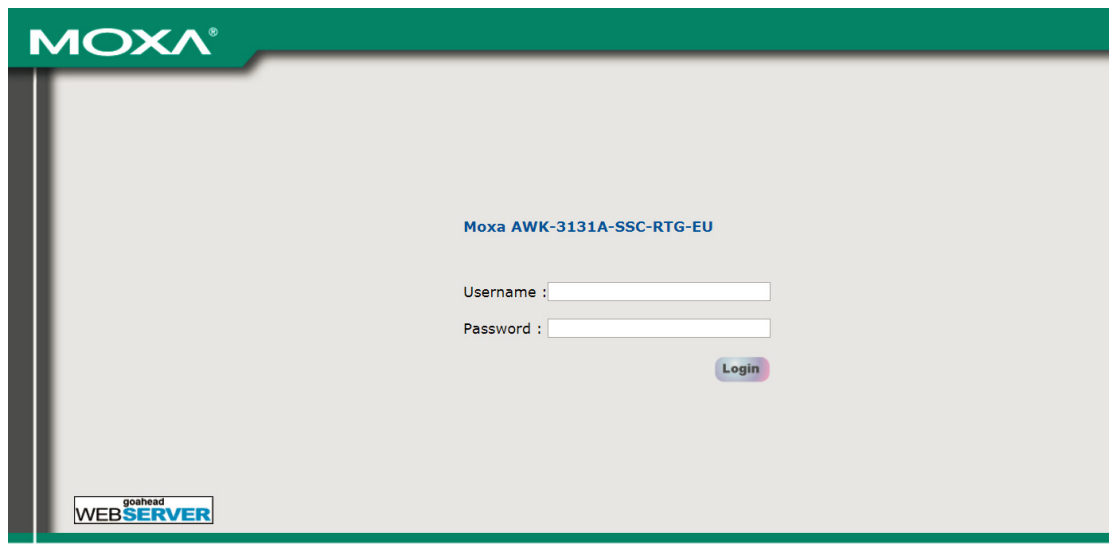 MOXA®
Moxa AWK-3131A-SSC-RTG-EU
Username :
Password :
Login
goahead
WEBSERVER